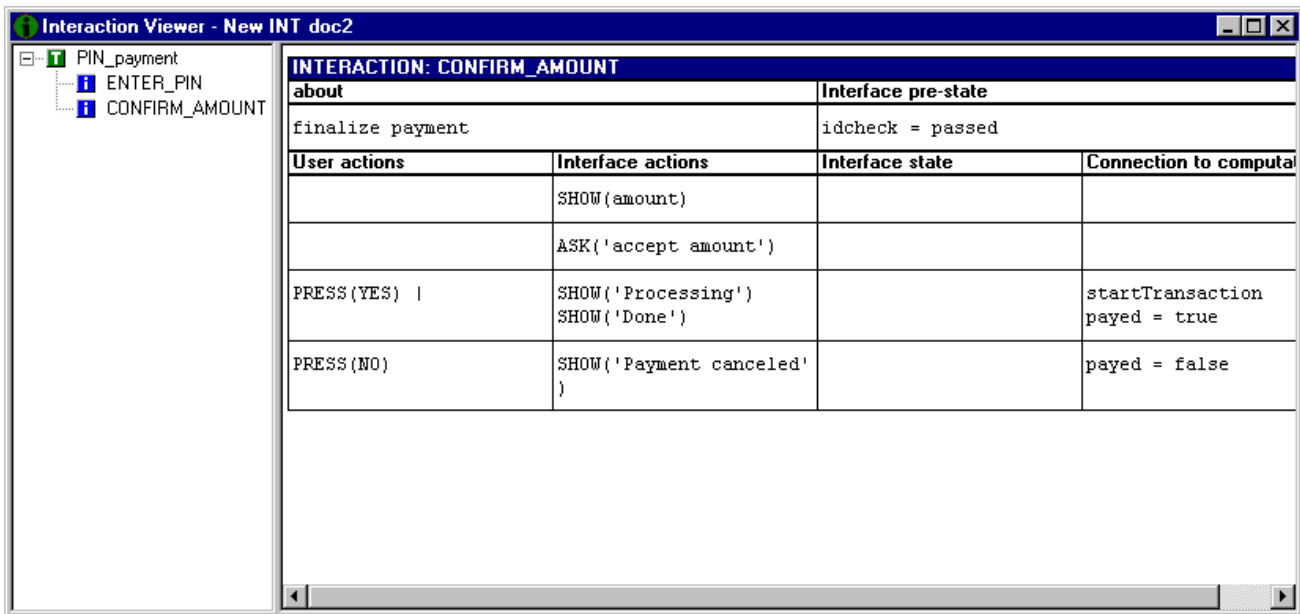 Interaction Viewer - New INT doc2
PIN_payment
ENTER_PIN
CONFIRM_AMOUNT
INTERACTION: CONFIRM_AMOUNT
about Interface pre-state
finalize payment idcheck = passed
User actions Interface actions Interface state Connection to computa
SHOW(amount)
ASK('accept amount')
PRESS(YES) | SHOW('Processing') startTransaction
SHOW('Done') payed = true
PRESS(NO) SHOW('Payment canceled' payed = false
)